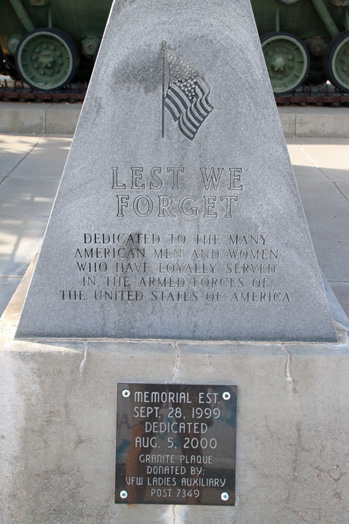 LEST WE
FORGET
DEDICATED TO THE MANY
AMERICAN MEN AND WOMEN
WHO HAVE LOYALLY SERVED
IN THE ARMED FORCES OF
THE UNITED STATES OF AMERICA
MEMORIAL EST.
SEPT. 28, 1999
DEDICATED
AUG. 5, 2000
GRANITE PLAQUE
DONATED BY:
VFW LADIES AUXILIARY
POST 7349